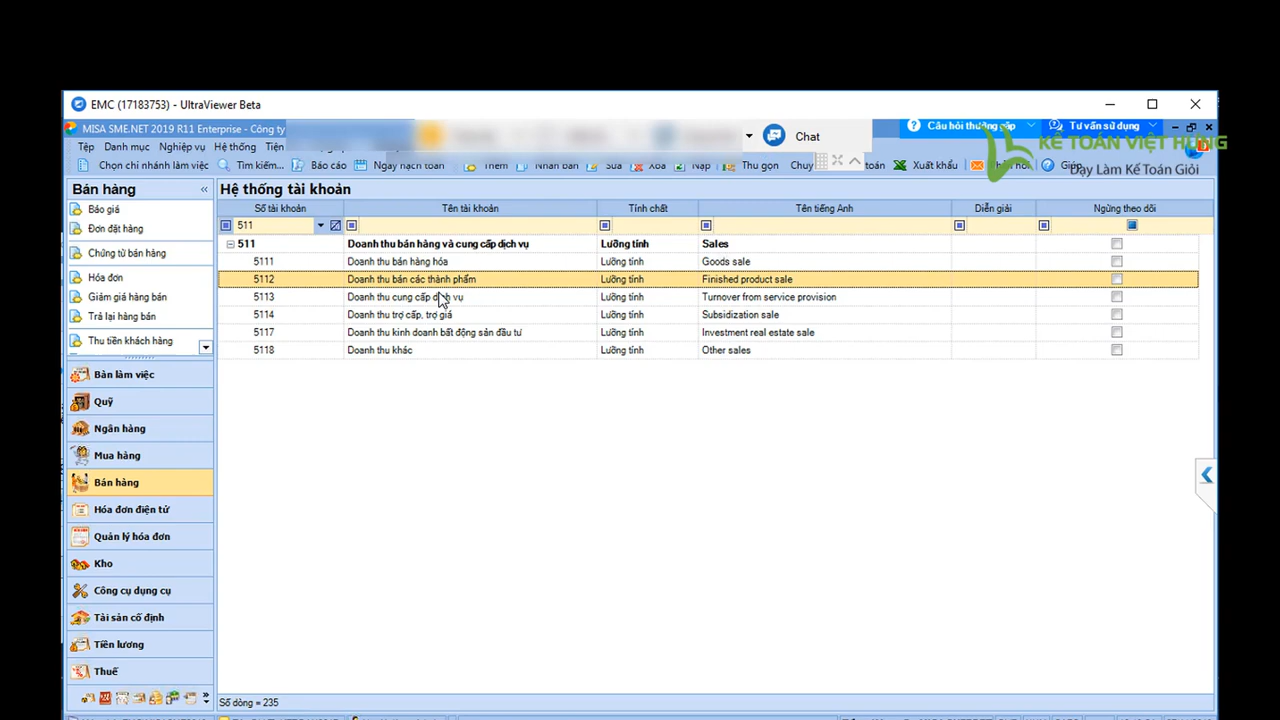 EMC (17183753) - UltraViewer Beta
MISA SME.NET 2019 R11 Enterprise - Công ty
Chat
Câu hỏi thường gặp
Tư vấn sử dụng
Tệp Danh mục Nghiệp vụ Hệ thống Tiện
KẾ TOÁN VIỆT HƯNG
Dạy Làm Kế Toán Giỏi
Chọn chi nhánh làm việc Tìm kiếm... Báo cáo Ngày hạch toán Thêm Nhân bản Sửa Xóa Nạp Thu gọn Xuất khẩu
Bán hàng «
Báo giá
Đơn đặt hàng
Chứng từ bán hàng
Hóa đơn
Giảm giá hàng bán
Trả lại hàng bán
Thu tiền khách hàng
Bàn làm việc
Quỹ
Ngân hàng
Mua hàng
Bán hàng
Hóa đơn điện tử
Quản lý hóa đơn
Kho
Công cụ dụng cụ
Tài sản cố định
Tiền lương
Thuế
Hệ thống tài khoản
Số tài khoản Tên tài khoản Tính chất Tên tiếng Anh Diễn giải Ngừng theo dõi
511
511 Doanh thu bán hàng và cung cấp dịch vụ Lưỡng tính Sales
5111 Doanh thu bán hàng hóa Lưỡng tính Goods sale
5112 Doanh thu bán các thành phẩm Lưỡng tính Finished product sale
5113 Doanh thu cung cấp dịch vụ Lưỡng tính Turnover from service provision
5114 Doanh thu trợ cấp, trợ giá Lưỡng tính Subsidization sale
5117 Doanh thu kinh doanh bất động sản đầu tư Lưỡng tính Investment real estate sale
5118 Doanh thu khác Lưỡng tính Other sales
Số dòng = 235